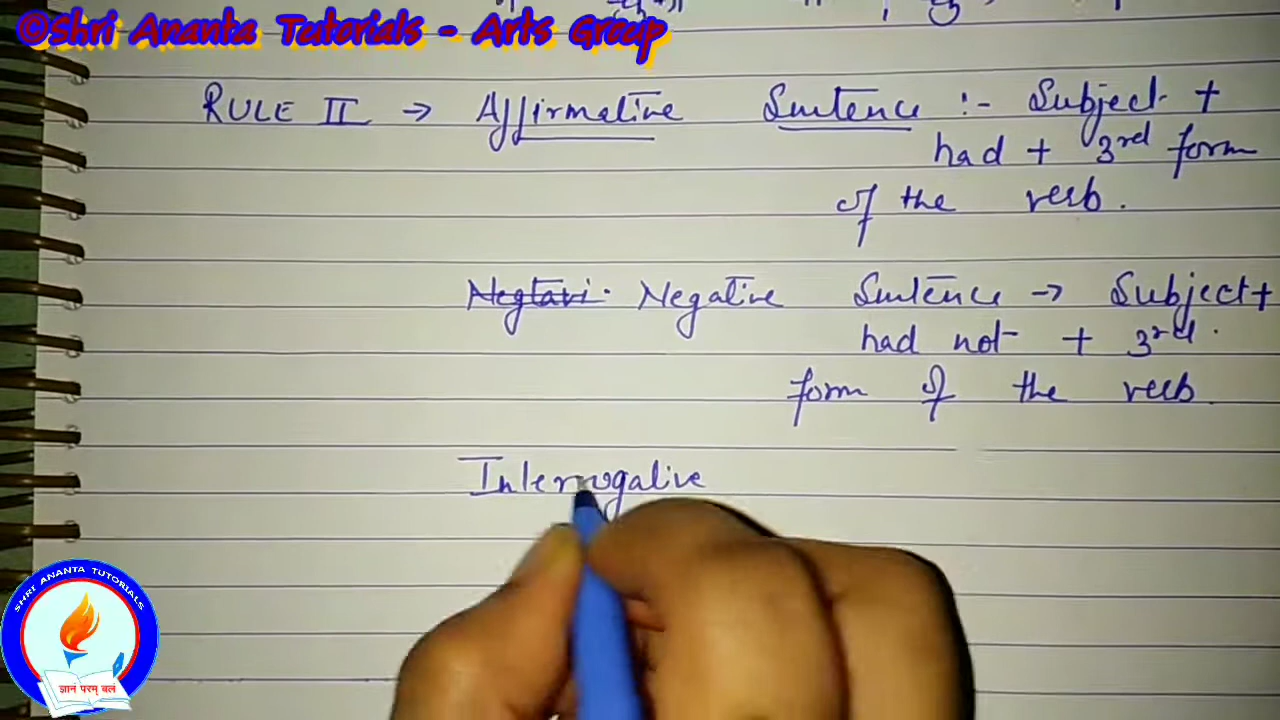 ©Shri Ananta Tutorials - Arts Group
RULE II → Affirmative Sentence :- Subject +
had + 3rd form
of the verb.
Negative Sentence → Subject +
had not + 3rd
form of the verb
Interrogative
SHRI ANANTA TUTORIALS
ज्ञानं परमं बलं